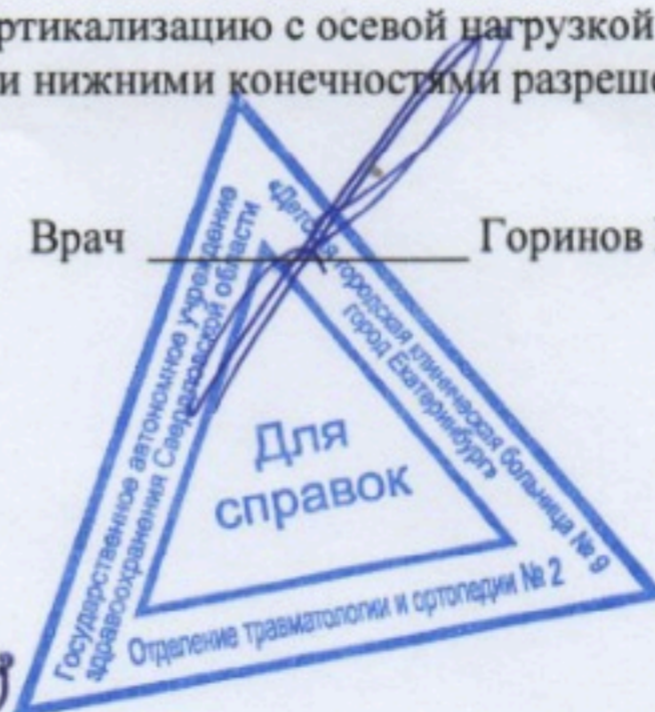 ртикализацию с осевой нагрузкой
и нижними конечностями разреше
Врач Горинов
Государственное автономное учреждение
здравоохранения Свердловской области
«Детская городская клиническая больница № 9
город Екатеринбург»
Для
справок
Отделение травматологии и ортопедии № 2